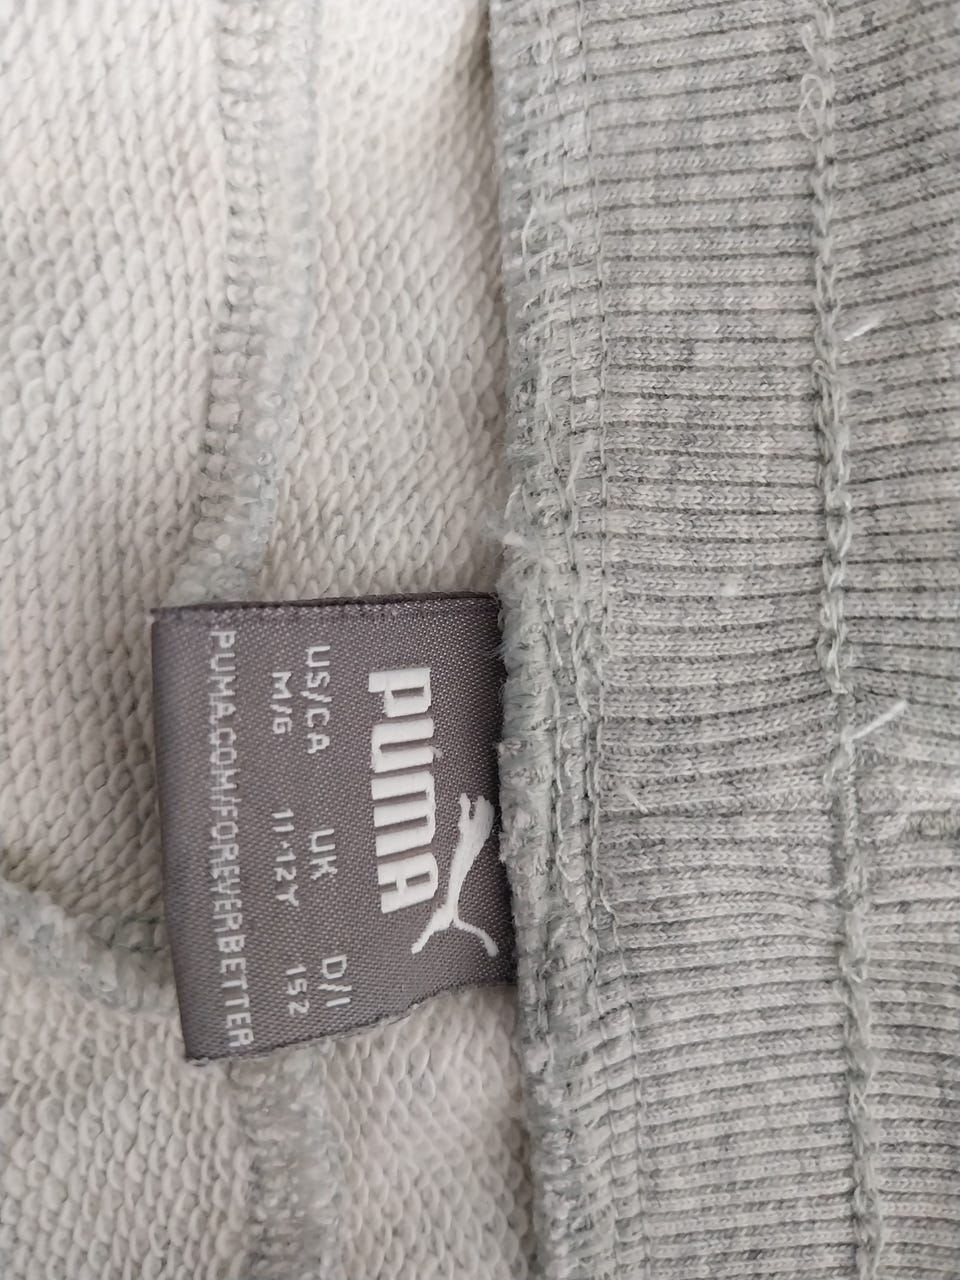 PUMA
US/CA UK D/I
M/G 11-12Y 152
PUMA.COM/FOREVERBETTER